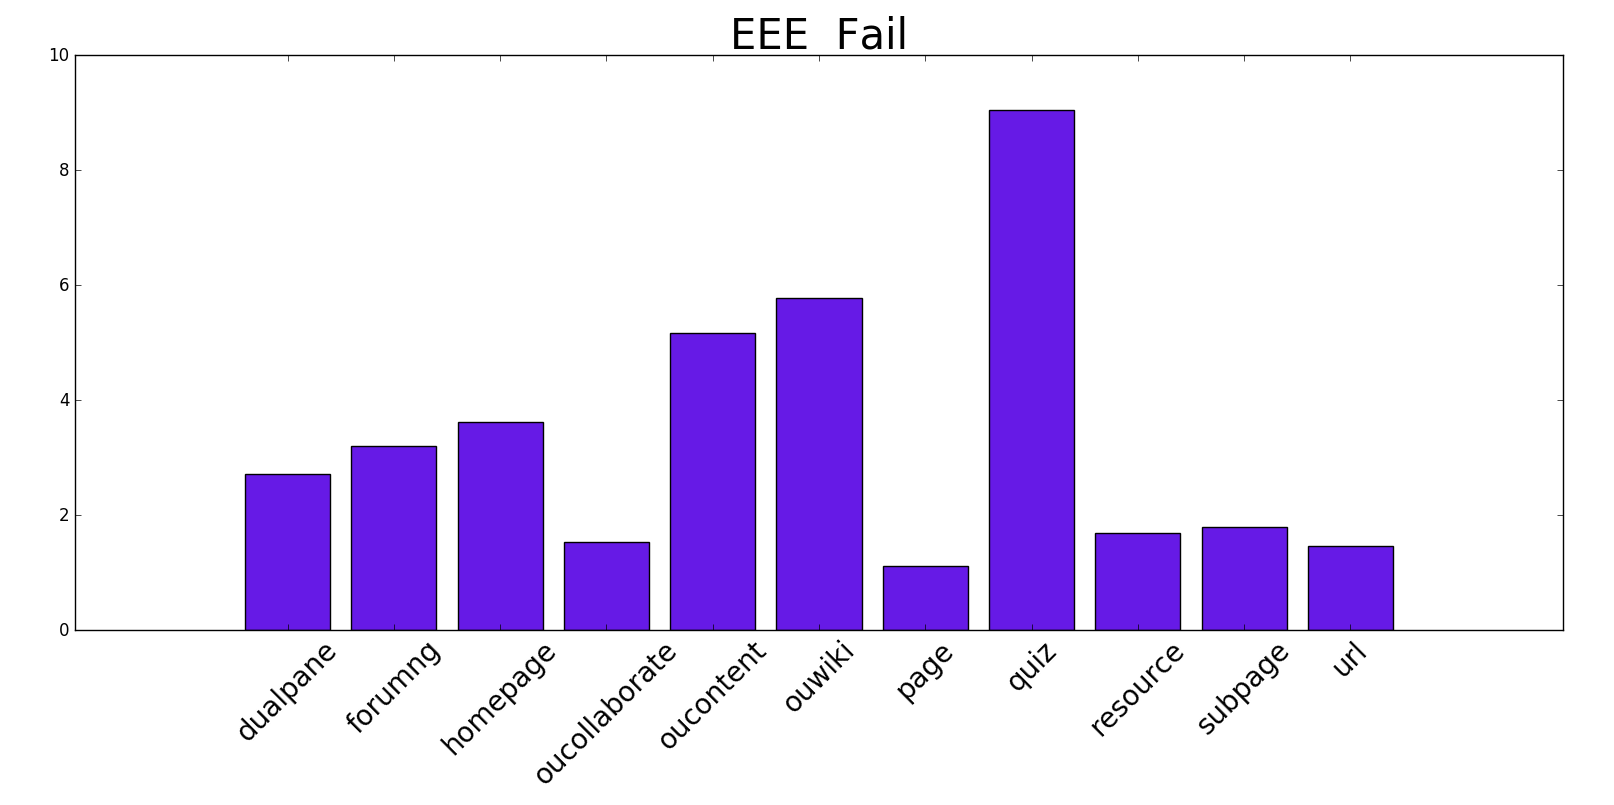 EEE  Fail
10
8
6
4
2
0
dualpane
forumng
homepage
oucollaborate
oucontent
ouwiki
page
quiz
resource
subpage
url